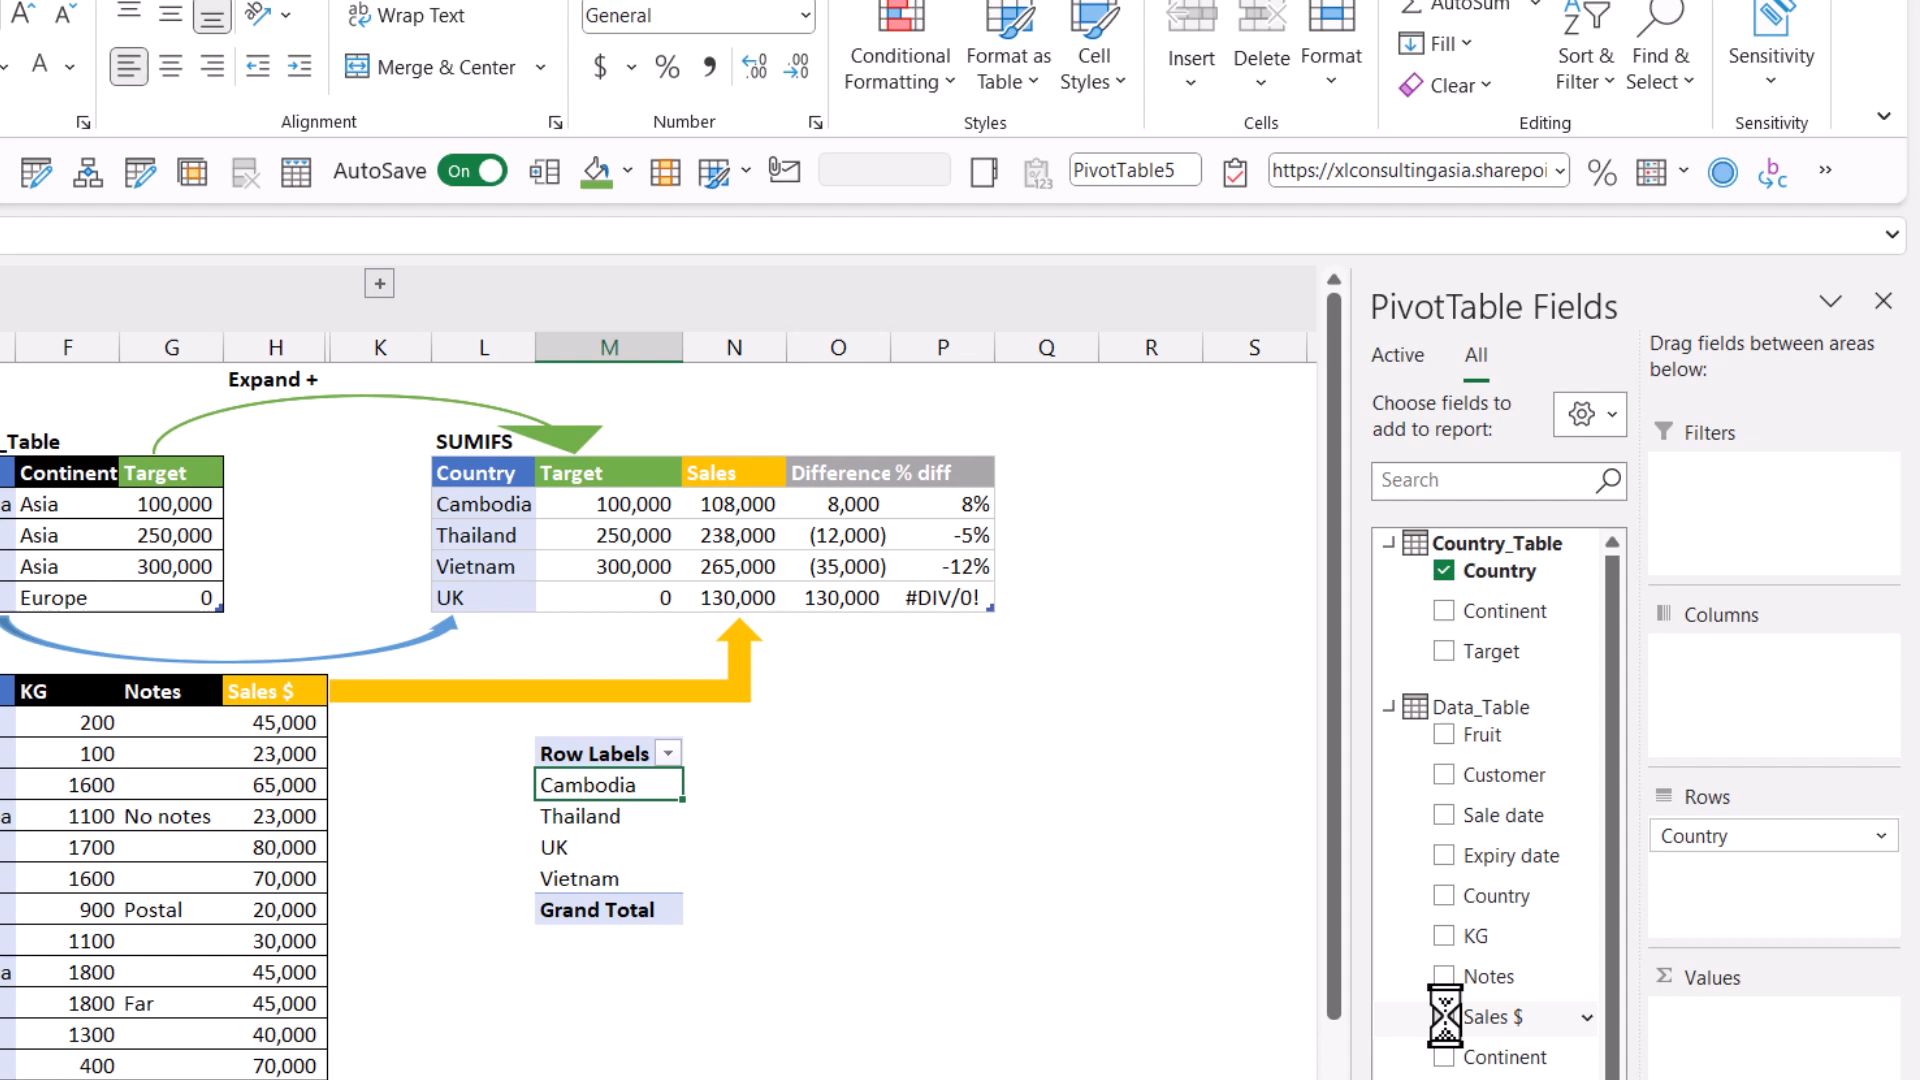 Wrap Text
General
Merge & Center
$ % 9 .00 .00
Conditional Formatting
Format as Table
Cell Styles
Insert
Delete
Format
AutoSum
Fill
Clear
Sort & Filter
Find & Select
Sensitivity
Alignment
Number
Styles
Cells
Editing
Sensitivity
AutoSave On
PivotTable5
https://xlconsultingasia.sharepoi
F G H K L M N O P Q R S
Expand +
_Table
SUMIFS
Continent Target
Country Target Sales Difference % diff
a Asia 100,000
Cambodia 100,000 108,000 8,000 8%
Asia 250,000
Thailand 250,000 238,000 (12,000) -5%
Asia 300,000
Vietnam 300,000 265,000 (35,000) -12%
Europe 0
UK 0 130,000 130,000 #DIV/0!
KG Notes Sales $
200 45,000
100 23,000
1600 65,000
a 1100 No notes 23,000
1700 80,000
1600 70,000
900 Postal 20,000
1100 30,000
a 1800 45,000
1800 Far 45,000
1300 40,000
400 70,000
Row Labels
Cambodia
Thailand
UK
Vietnam
Grand Total
PivotTable Fields
Active All
Choose fields to
add to report:
Search
Country_Table
Country
Continent
Target
Data_Table
Fruit
Customer
Sale date
Expiry date
Country
KG
Notes
Sales $
Continent
Drag fields between areas
below:
Filters
Columns
Rows
Country
Σ Values